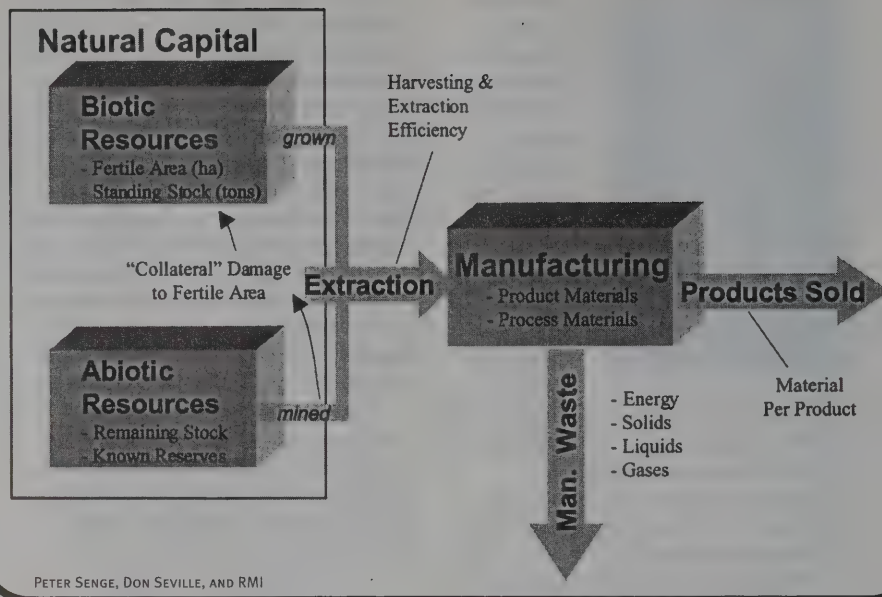 Natural Capital
Biotic
Resources
- Fertile Area (ha)
- Standing Stock (tons)
grown
Harvesting &
Extraction
Efficiency
"Collateral" Damage
to Fertile Area
Extraction
Manufacturing
- Product Materials
- Process Materials
Products Sold
Material
Per Product
Abiotic
Resources
- Remaining Stock
- Known Reserves
mined
Man. Waste
- Energy
- Solids
- Liquids
- Gases
PETER SENGE, DON SEVILLE, AND RMI